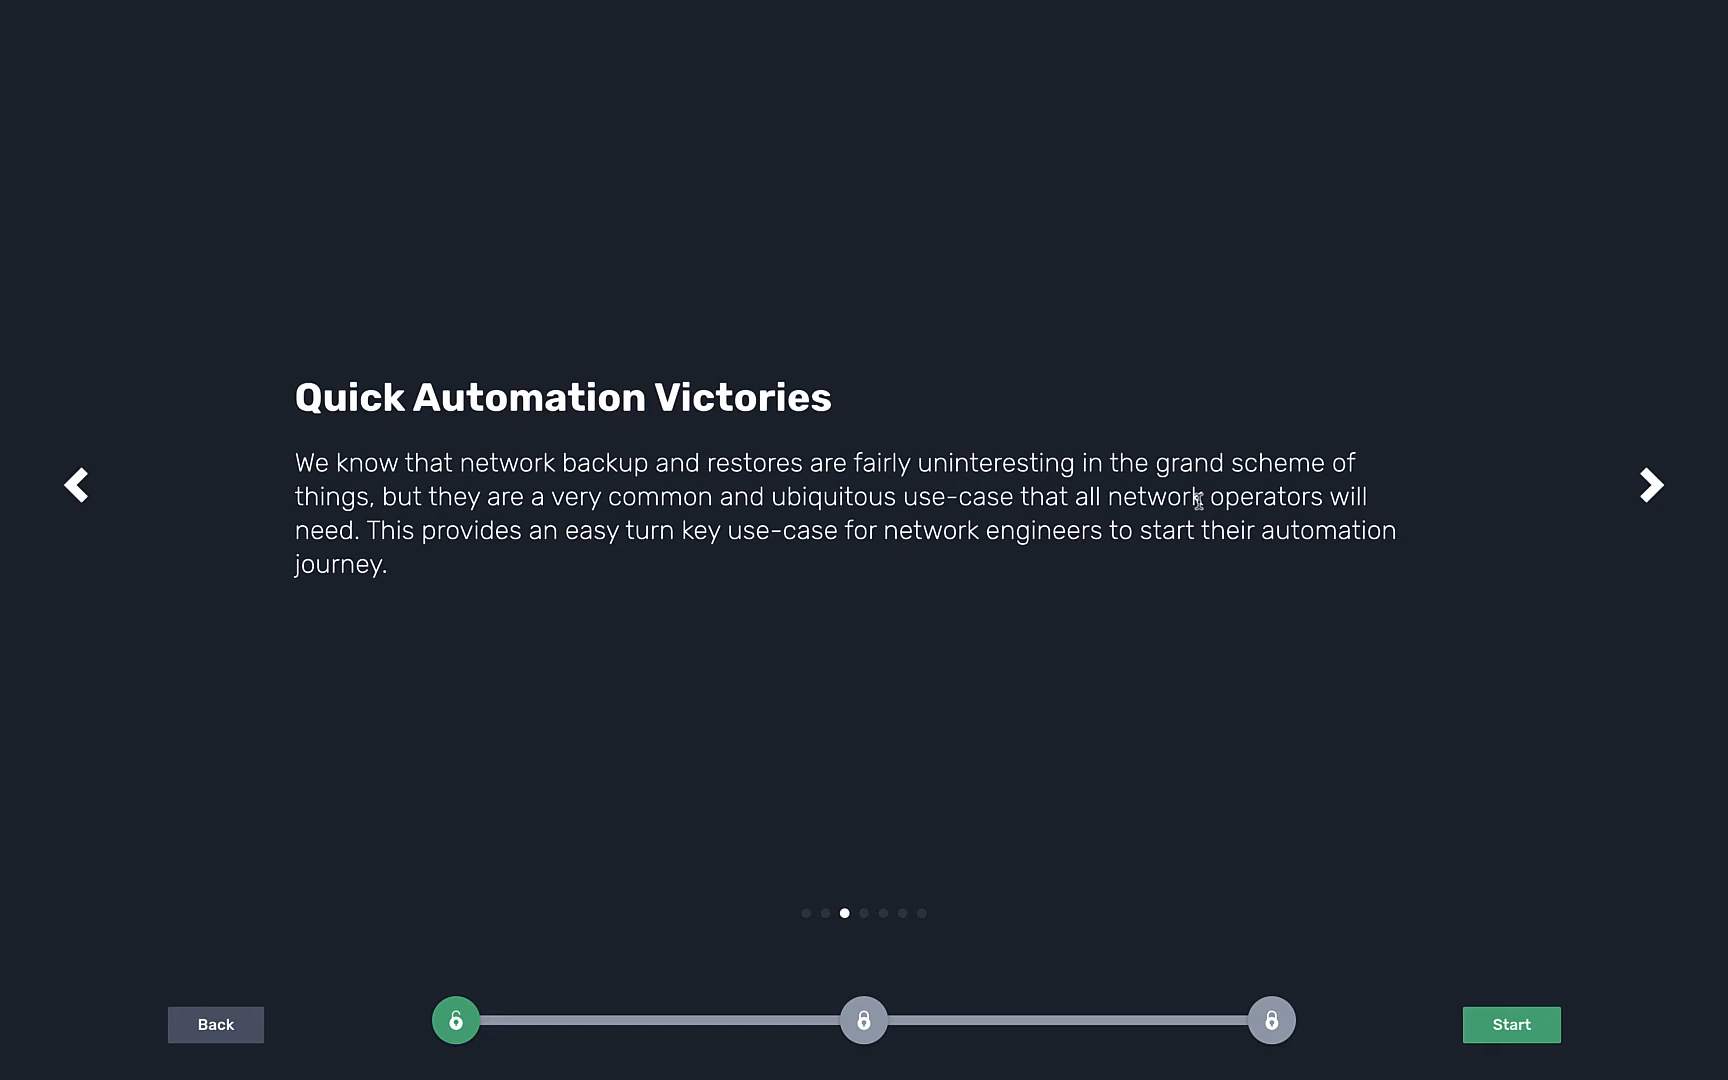 Quick Automation Victories
We know that network backup and restores are fairly uninteresting in the grand scheme of
things, but they are a very common and ubiquitous use-case that all network operators will
need. This provides an easy turn key use-case for network engineers to start their automation
journey.
Back
Start